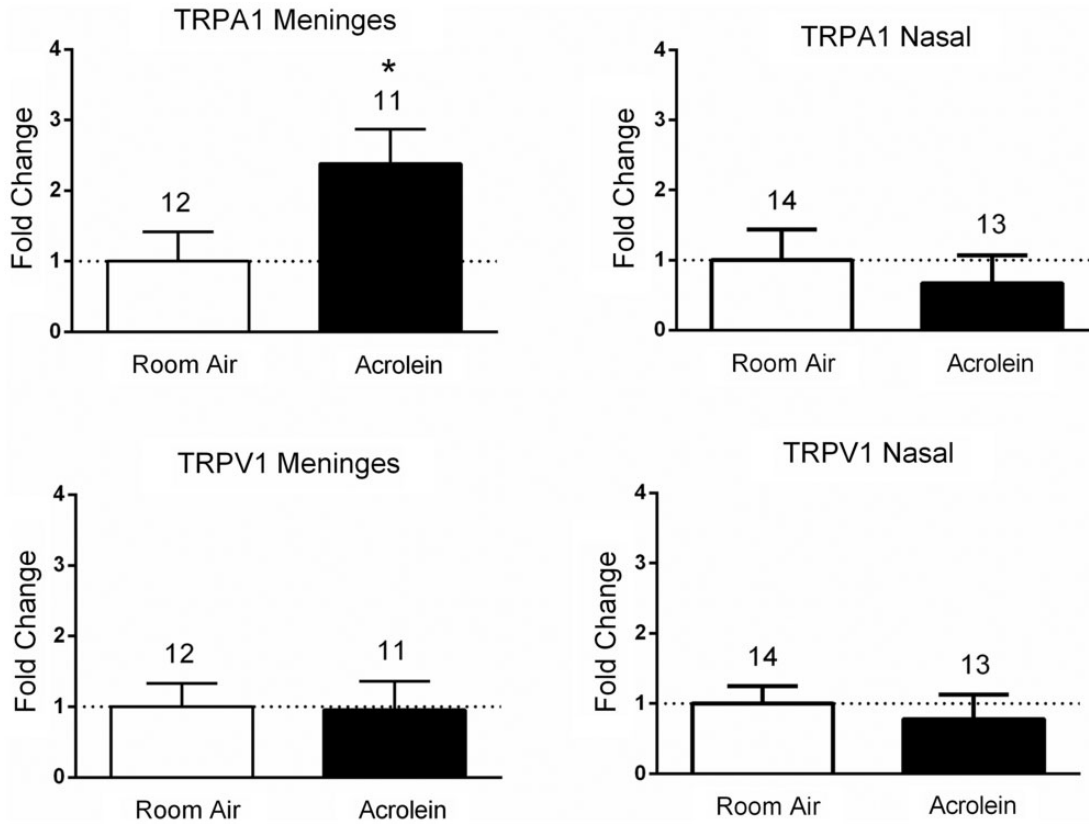 TRPA1 Meninges
Fold Change
4
3
2
1
0
12
*
11
Room Air
Acrolein
TRPA1 Nasal
Fold Change
4
3
2
1
0
14
13
Room Air
Acrolein
TRPV1 Meninges
Fold Change
4
3
2
1
0
12
11
Room Air
Acrolein
TRPV1 Nasal
Fold Change
4
3
2
1
0
14
13
Room Air
Acrolein